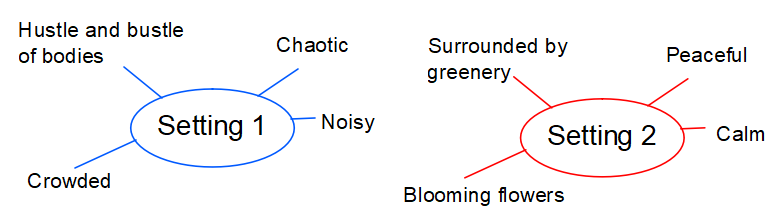 Hustle and bustle
of bodies
Chaotic
Setting 1
Noisy
Crowded
Surrounded by
greenery
Peaceful
Setting 2
Calm
Blooming flowers